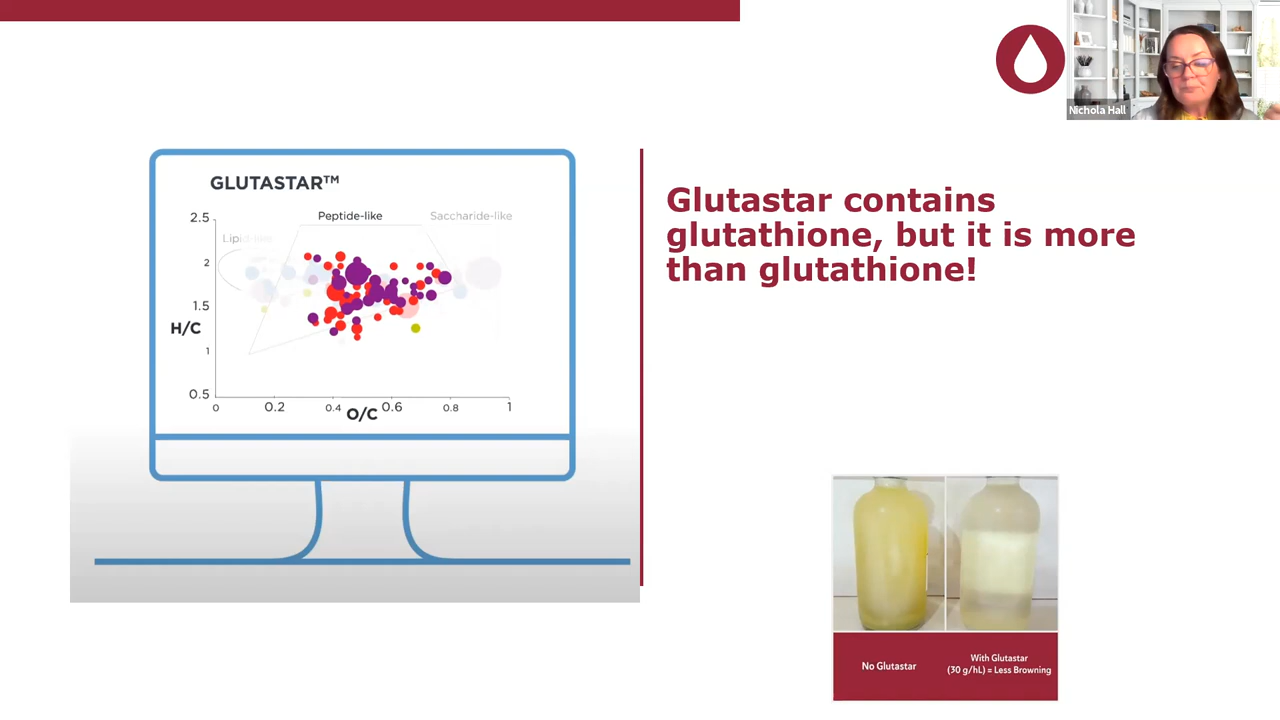 Nichola Hall
GLUTASTAR™
Peptide-like
Saccharide-like
Lipid-like
2.5
2
1.5
H/C
1
0.5
0
0.2
0.4
O/C
0.6
0.8
1
Glutastar contains
glutathione, but it is more
than glutathione!
No Glutastar
With Glutastar
(30 g/hL) = Less Browning